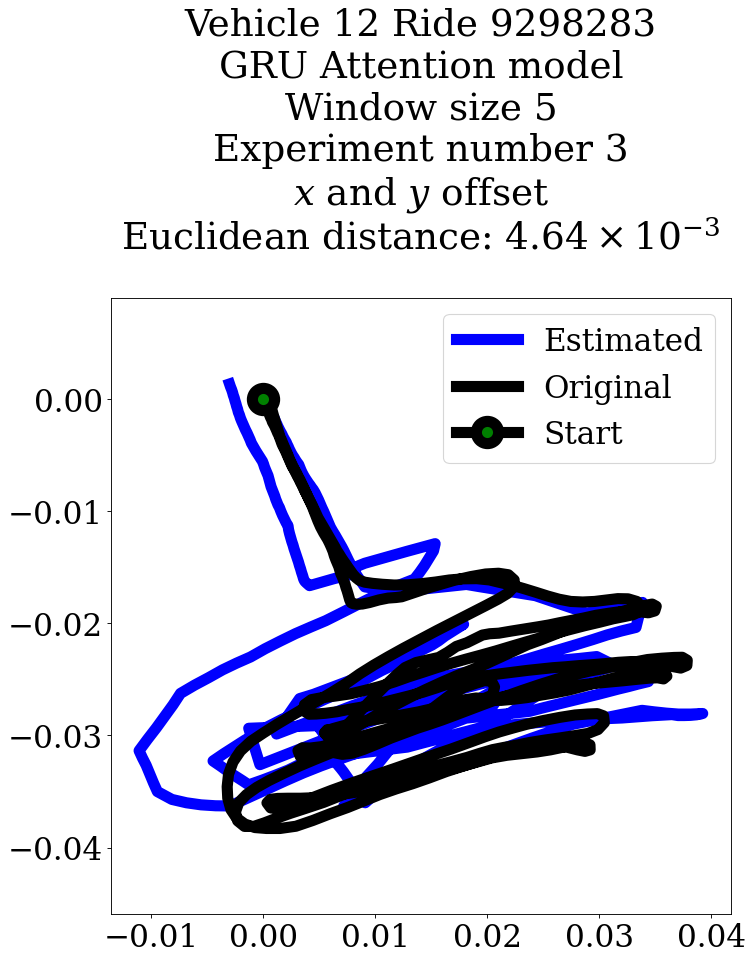 Vehicle 12 Ride 9298283
GRU Attention model
Window size 5
Experiment number 3
x and y offset
Euclidean distance: 4.64 × 10⁻³
Estimated
Original
Start
0.00
−0.01
−0.02
−0.03
−0.04
−0.01 0.00 0.01 0.02 0.03 0.04